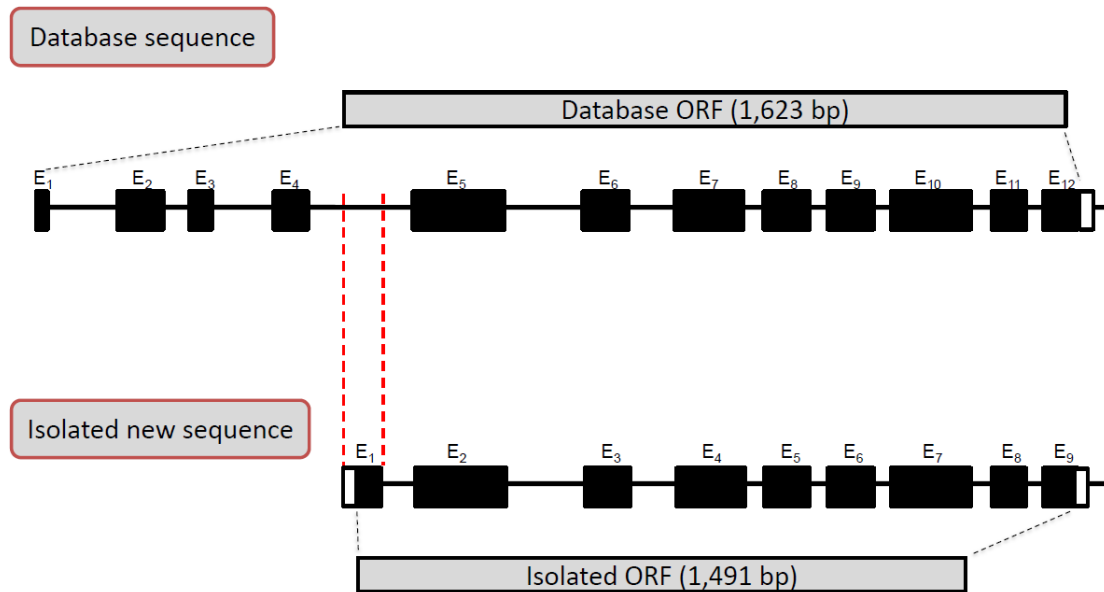 Database sequence
Database ORF (1,623 bp)
E1 E2 E3 E4 E5 E6 E7 E8 E9 E10 E11 E12
Isolated new sequence
E1 E2 E3 E4 E5 E6 E7 E8 E9
Isolated ORF (1,491 bp)